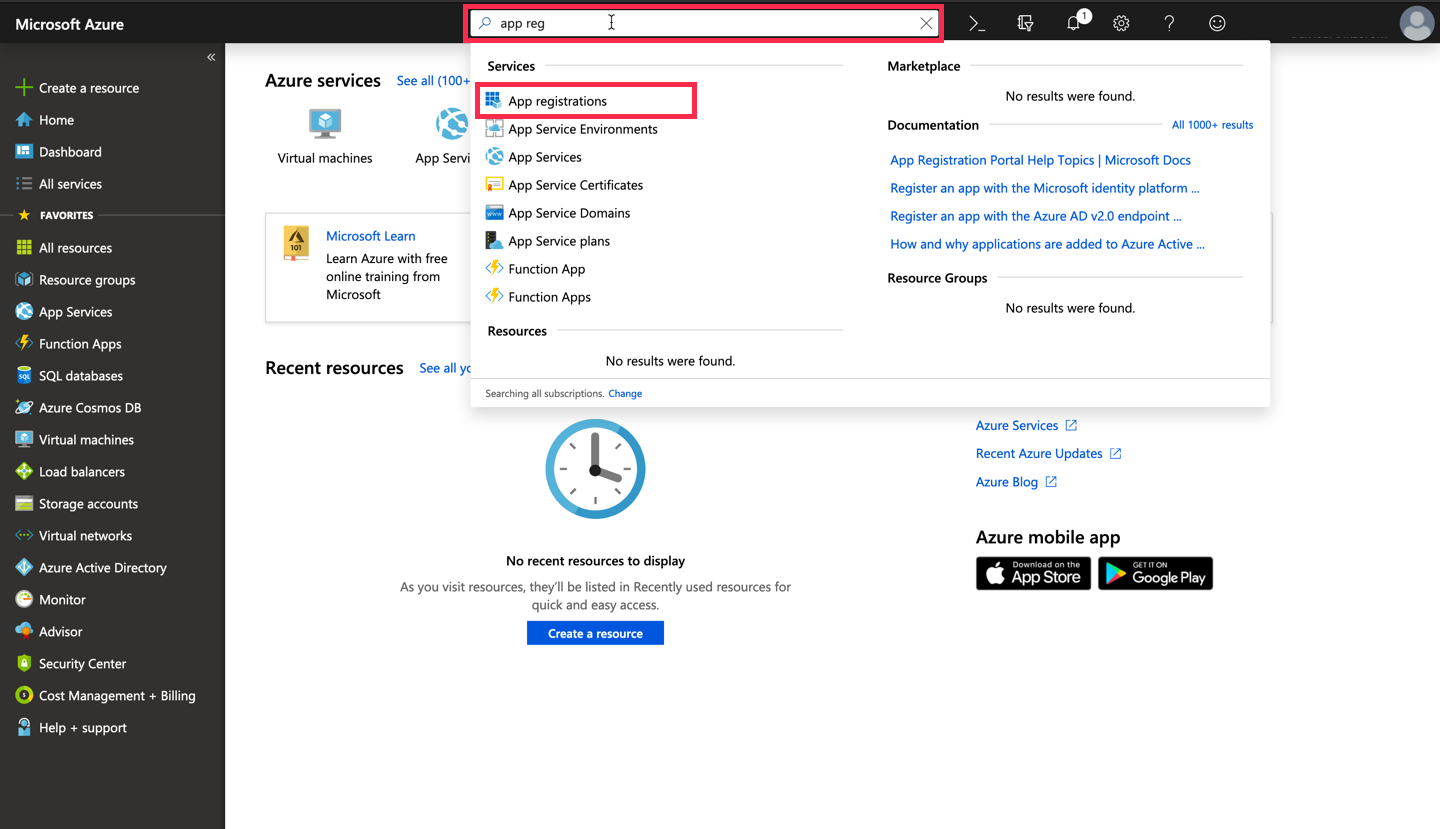 Microsoft Azure
app reg
1
Create a resource
Home
Dashboard
All services
FAVORITES
All resources
Resource groups
App Services
Function Apps
SQL databases
Azure Cosmos DB
Virtual machines
Load balancers
Storage accounts
Virtual networks
Azure Active Directory
Monitor
Advisor
Security Center
Cost Management + Billing
Help + support
Azure services
See all (100+
Virtual machines
App Servi
101
Microsoft Learn
Learn Azure with free
online training from
Microsoft
Recent resources
See all yo
Services
App registrations
App Service Environments
App Services
App Service Certificates
App Service Domains
App Service plans
Function App
Function Apps
Resources
No results were found.
Searching all subscriptions. Change
Marketplace
No results were found.
Documentation
All 1000+ results
App Registration Portal Help Topics | Microsoft Docs
Register an app with the Microsoft identity platform ...
Register an app with the Azure AD v2.0 endpoint ...
How and why applications are added to Azure Active ...
Resource Groups
No results were found.
No recent resources to display
As you visit resources, they'll be listed in Recently used resources for
quick and easy access.
Create a resource
Azure Services
Recent Azure Updates
Azure Blog
Azure mobile app
Download on the
App Store
GET IT ON
Google Play